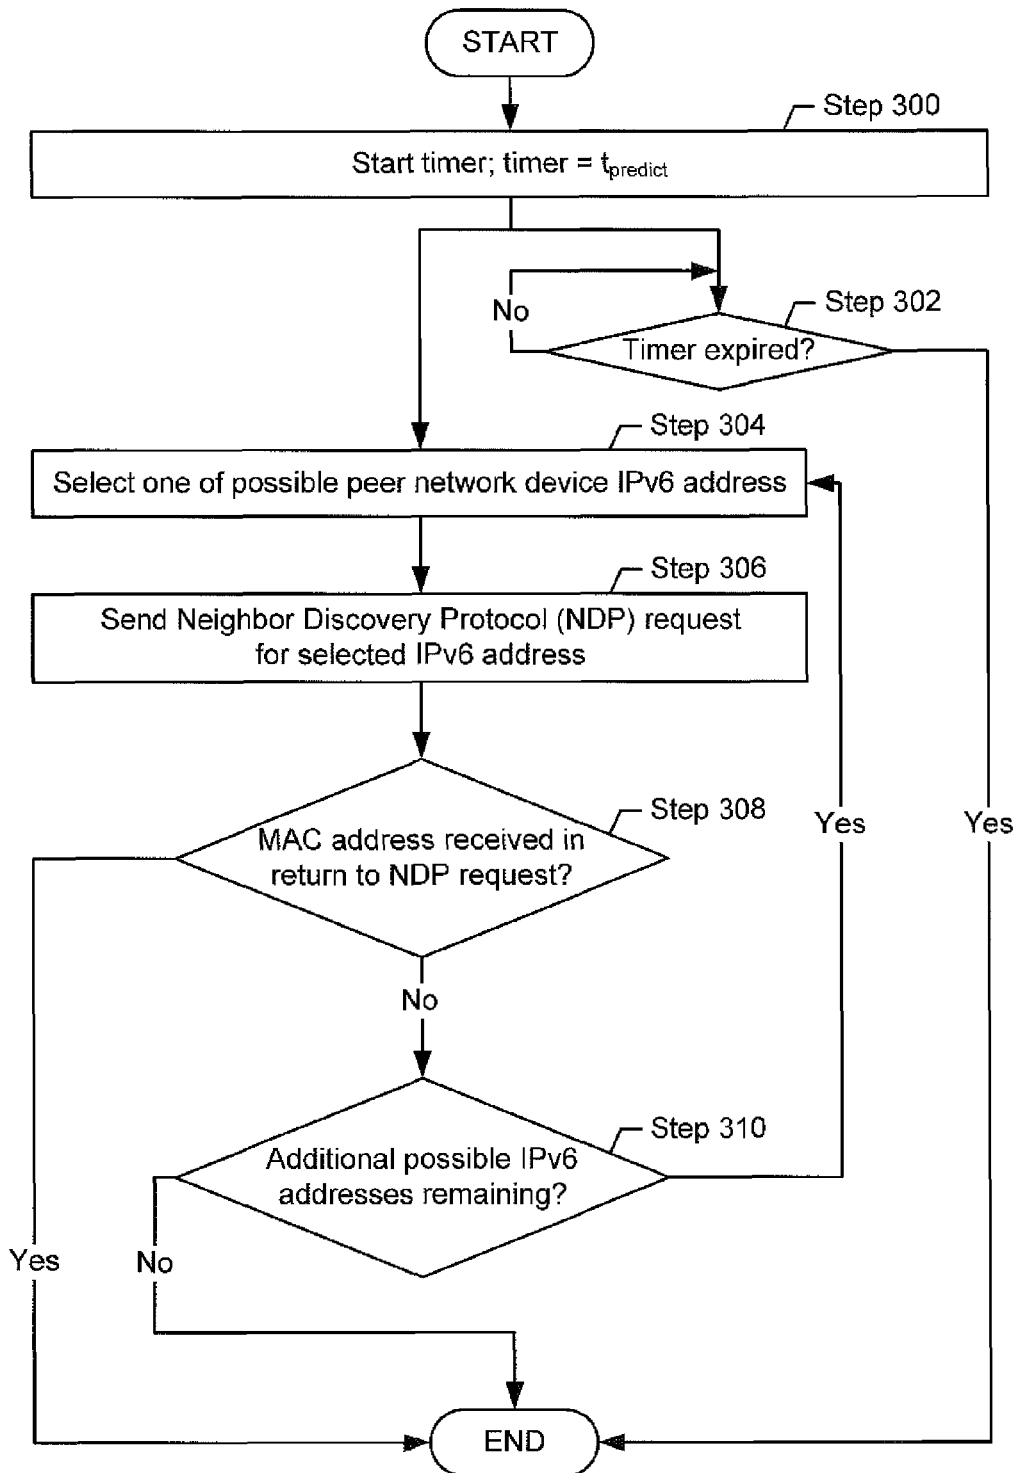 START
Step 300
Start timer; timer = tpredict
No
Step 302
Timer expired?
Step 304
Select one of possible peer network device IPv6 address
Step 306
Send Neighbor Discovery Protocol (NDP) request
for selected IPv6 address
Step 308
MAC address received in
return to NDP request?
Yes
Yes
No
Step 310
Additional possible IPv6
addresses remaining?
Yes
No
END